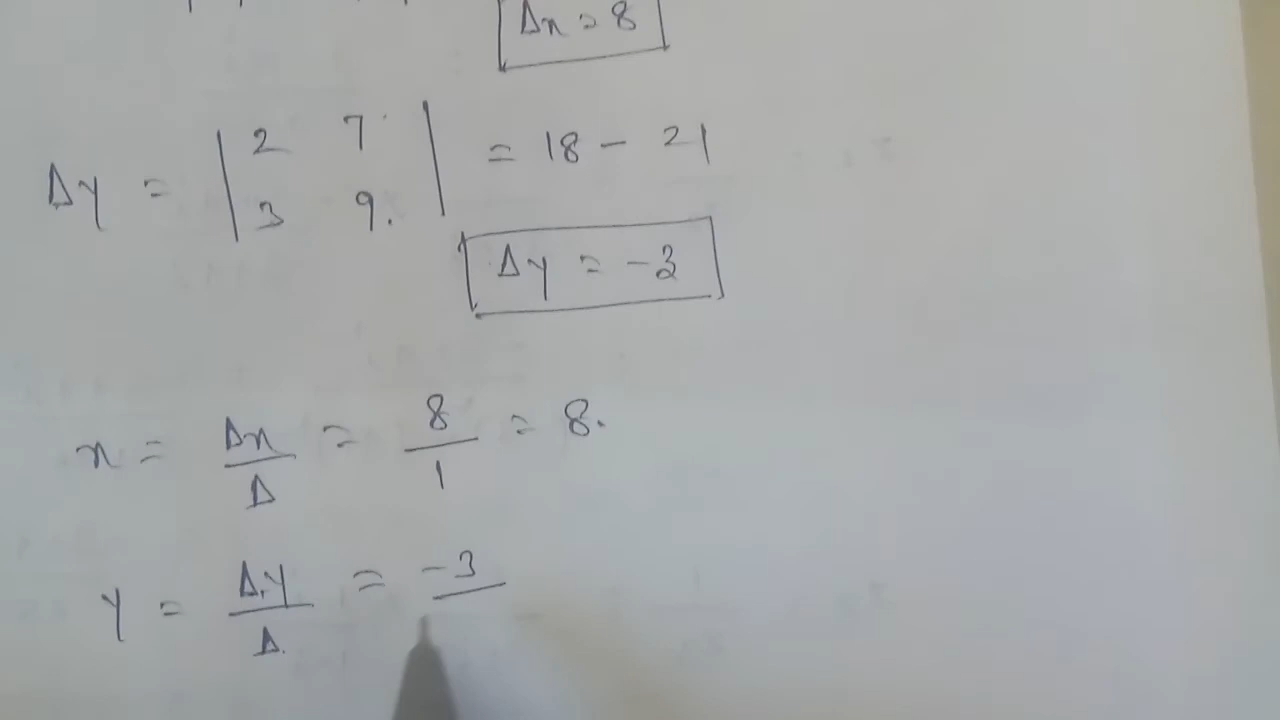 Δx = 8
Δy = | 2 7 | = 18 - 21
| 3 9. |
Δy = -3
x = Δx/Δ = 8/1 = 8.
y = Δy/Δ = -3/